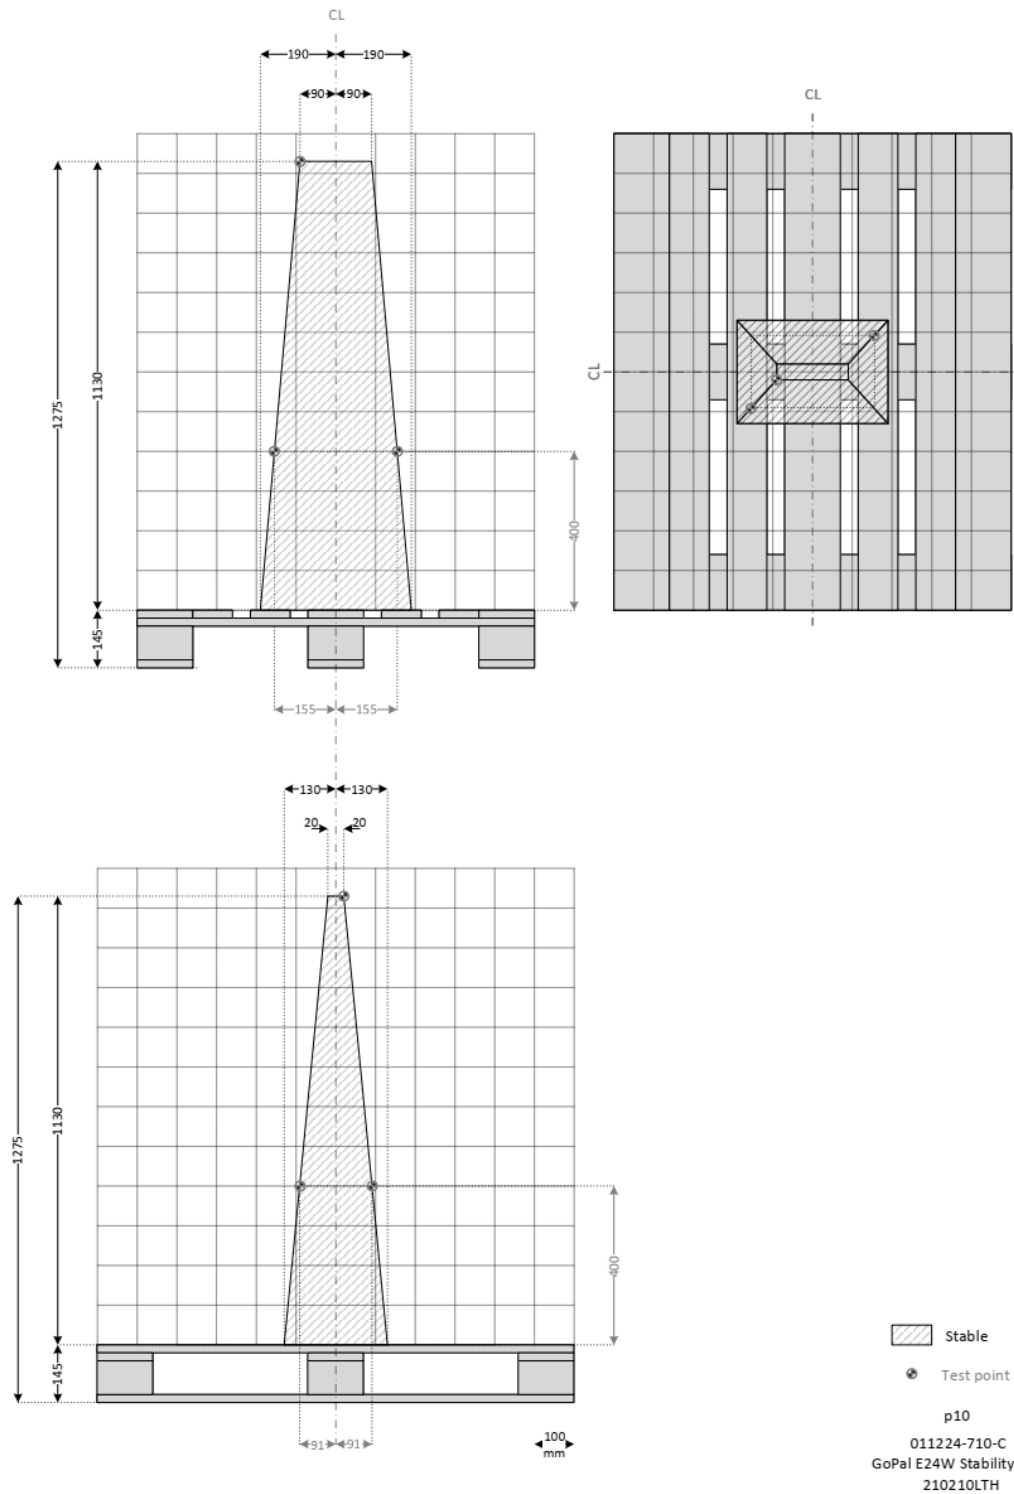 CL
190 190
90 90
CL
1275
1130
CL
400
145
155 155
130 130
20 20
1275
1130
400
145
91 91
100
mm
Stable
Test point
p10
011224-710-C
GoPal E24W Stability
210210LTH